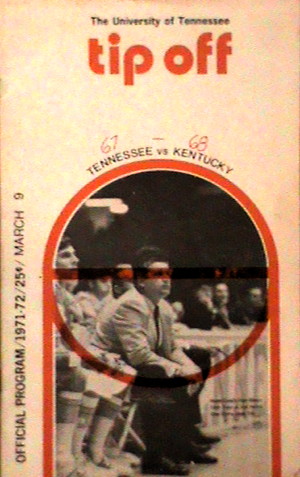 The University of Tennessee
tip off
67 - 68
TENNESSEE vs KENTUCKY
OFFICIAL PROGRAM/1971-72/25¢/MARCH 9